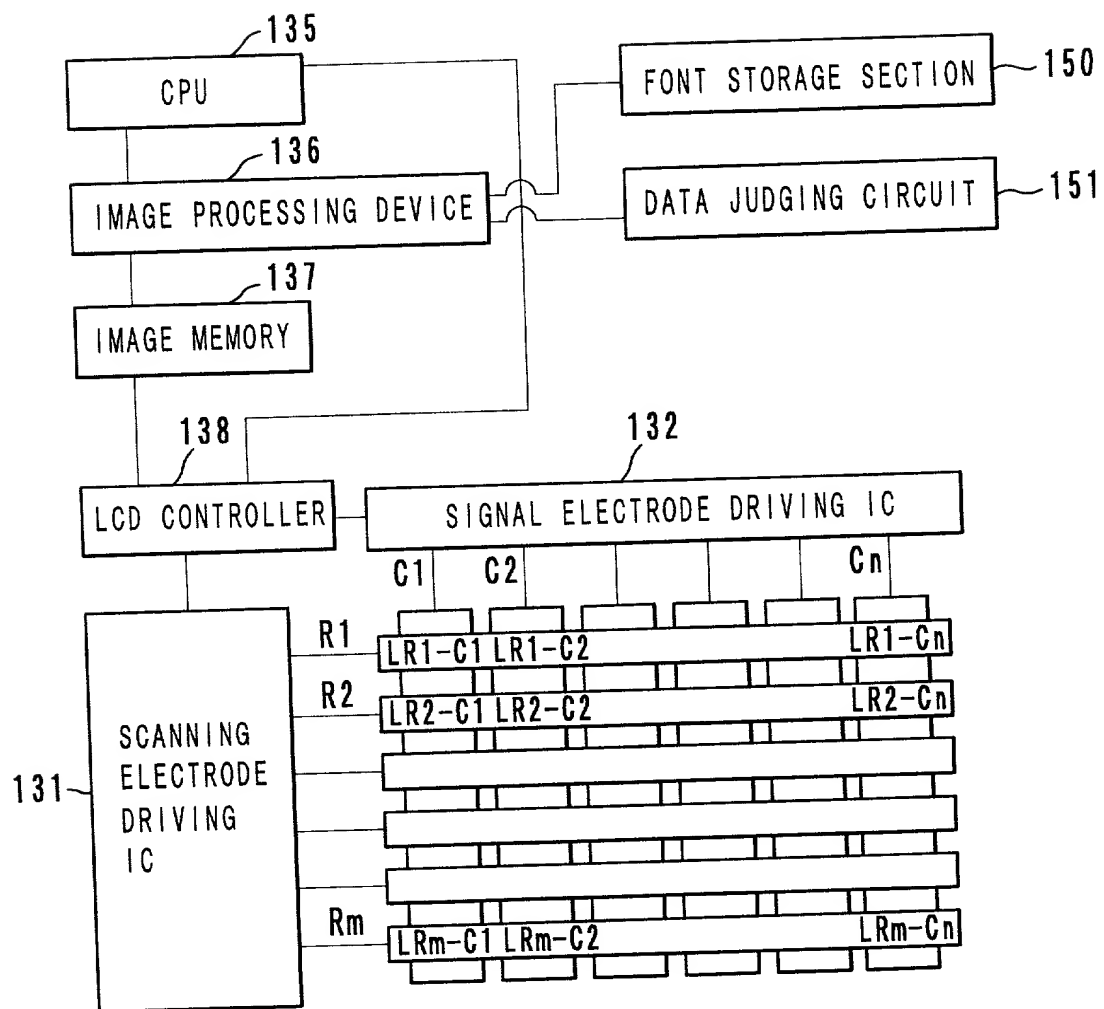 135
CPU
FONT STORAGE SECTION
150
136
IMAGE PROCESSING DEVICE
DATA JUDGING CIRCUIT
151
137
IMAGE MEMORY
138
132
LCD CONTROLLER
SIGNAL ELECTRODE DRIVING IC
C1 C2 Cn
R1
LR1-C1 LR1-C2 LR1-Cn
R2
LR2-C1 LR2-C2 LR2-Cn
131
SCANNING
ELECTRODE
DRIVING
IC
Rm
LRm-C1 LRm-C2 LRm-Cn